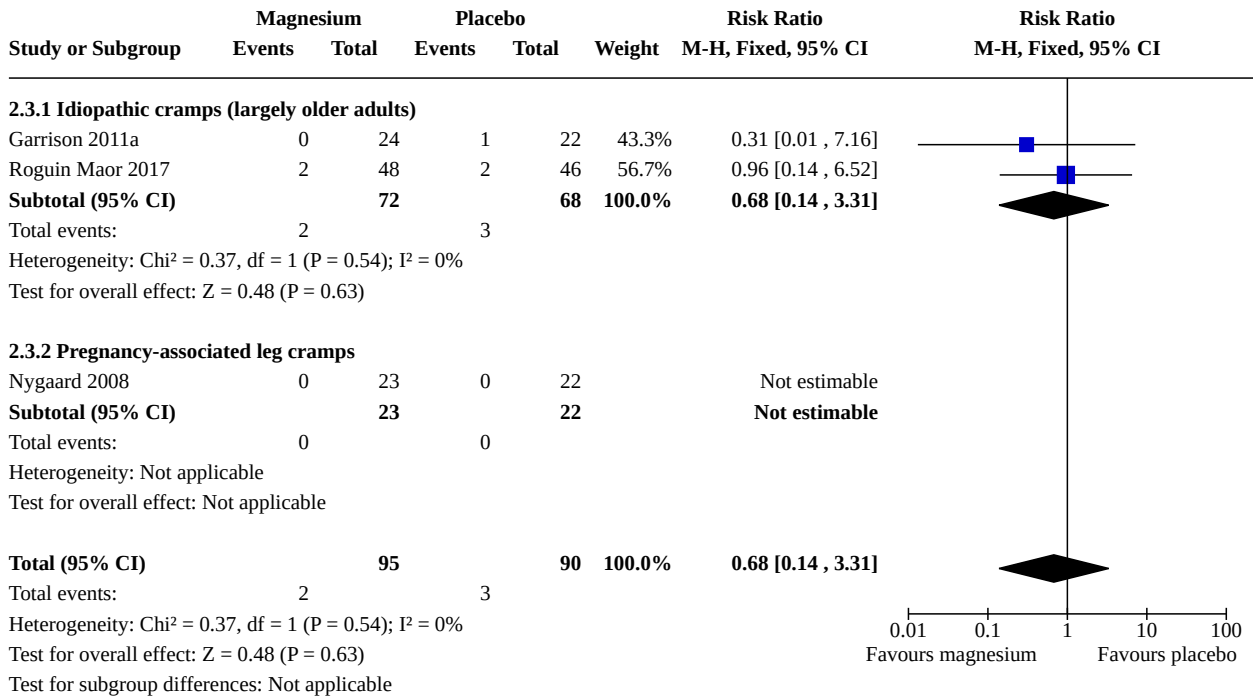 Magnesium Placebo Risk Ratio Risk Ratio
Study or Subgroup Events Total Events Total Weight M-H, Fixed, 95% CI M-H, Fixed, 95% CI
2.3.1 Idiopathic cramps (largely older adults)
Garrison 2011a 0 24 1 22 43.3% 0.31 [0.01 , 7.16]
Roguin Maor 2017 2 48 2 46 56.7% 0.96 [0.14 , 6.52]
Subtotal (95% CI) 72 68 100.0% 0.68 [0.14 , 3.31]
Total events: 2 3
Heterogeneity: Chi² = 0.37, df = 1 (P = 0.54); I² = 0%
Test for overall effect: Z = 0.48 (P = 0.63)
2.3.2 Pregnancy-associated leg cramps
Nygaard 2008 0 23 0 22 Not estimable
Subtotal (95% CI) 23 22 Not estimable
Total events: 0 0
Heterogeneity: Not applicable
Test for overall effect: Not applicable
Total (95% CI) 95 90 100.0% 0.68 [0.14 , 3.31]
Total events: 2 3
Heterogeneity: Chi² = 0.37, df = 1 (P = 0.54); I² = 0%
Test for overall effect: Z = 0.48 (P = 0.63)
Test for subgroup differences: Not applicable
0.01 0.1 1 10 100
Favours magnesium Favours placebo